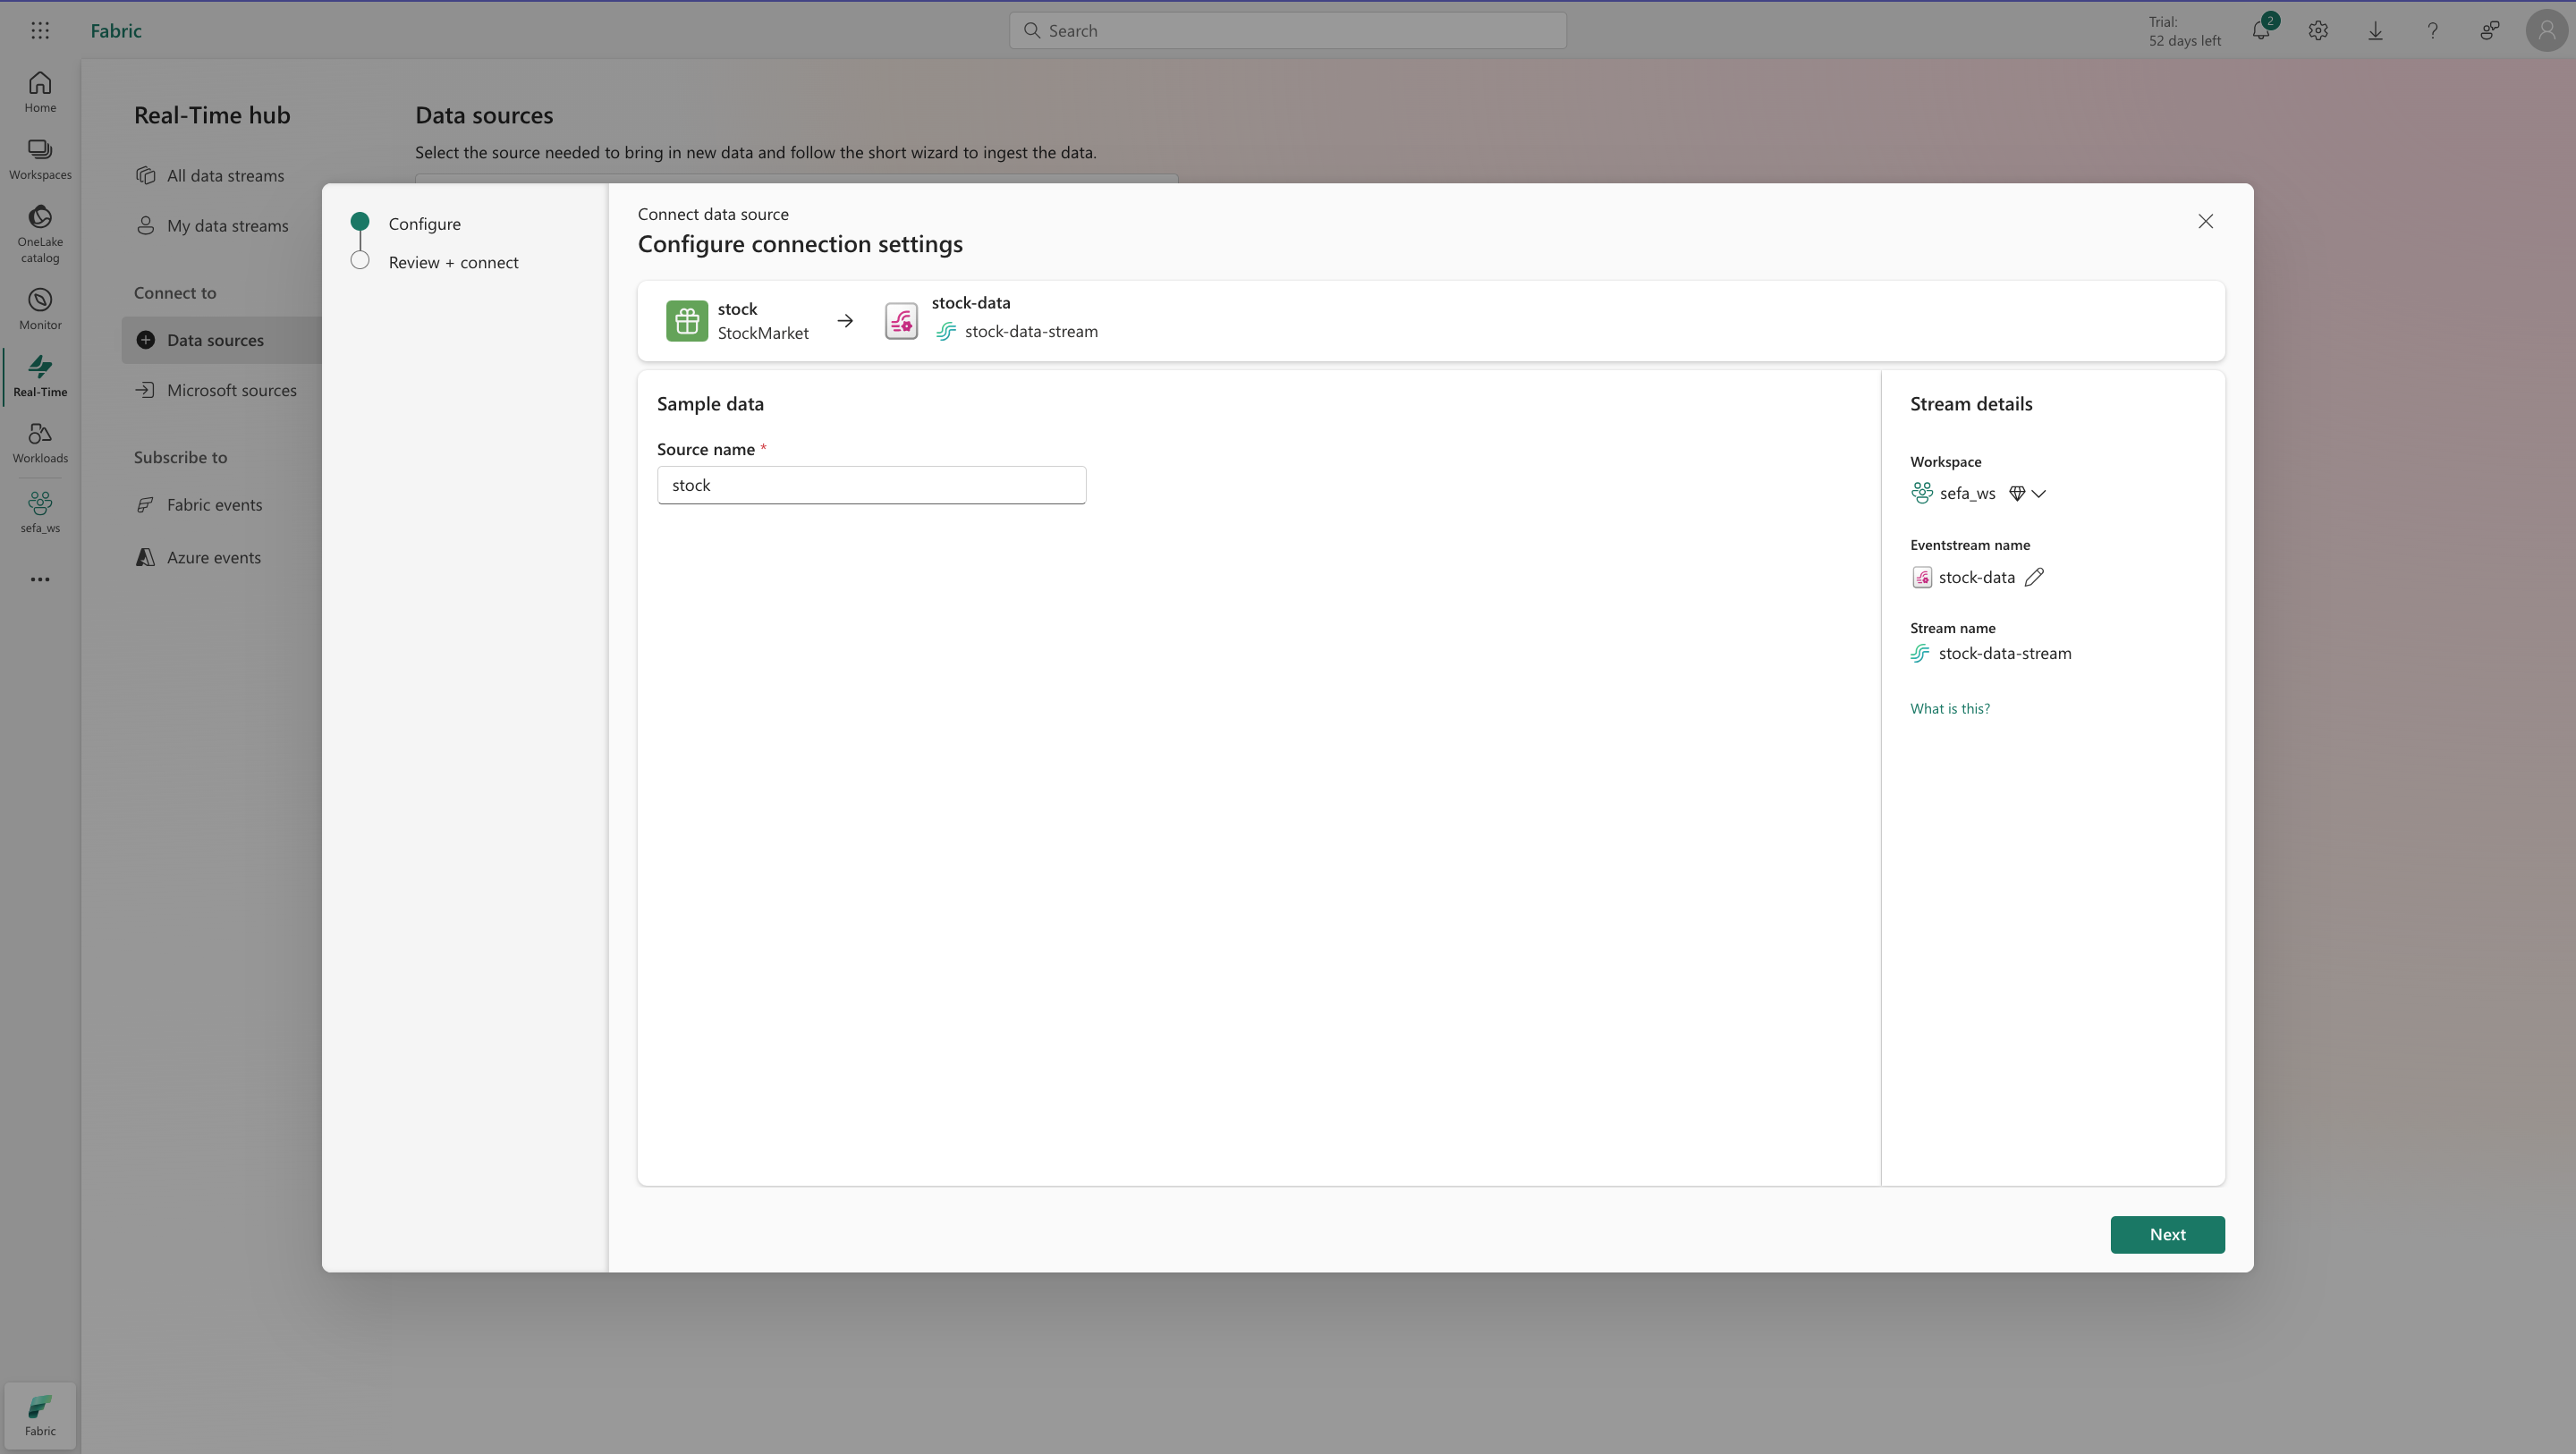 Fabric
Search
Trial:
52 days left
2
Home
Workspaces
OneLake
catalog
Monitor
Real-Time
Workloads
sefa_ws
Fabric
Real-Time hub
All data streams
My data streams
Connect to
Data sources
Microsoft sources
Subscribe to
Fabric events
Azure events
Data sources
Select the source needed to bring in new data and follow the short wizard to ingest the data.
Configure
Review + connect
Connect data source
Configure connection settings
stock
StockMarket
stock-data
stock-data-stream
Sample data
Source name *
stock
Stream details
Workspace
sefa_ws
Eventstream name
stock-data
Stream name
stock-data-stream
What is this?
Next